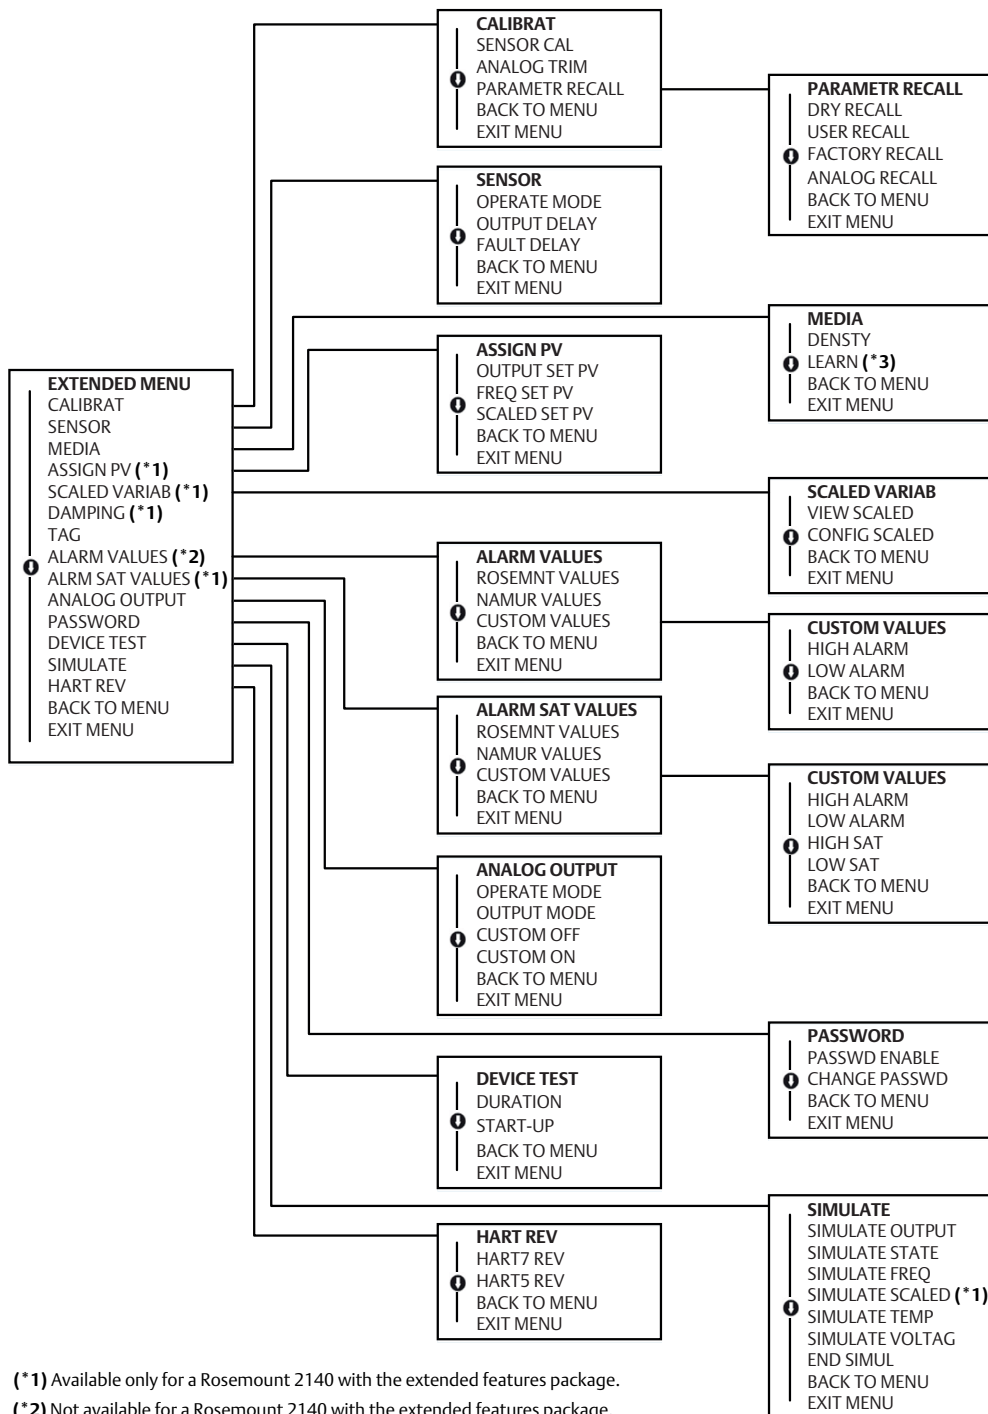 CALIBRAT
SENSOR CAL
ANALOG TRIM
PARAMETR RECALL
BACK TO MENU
EXIT MENU
PARAMETR RECALL
DRY RECALL
USER RECALL
FACTORY RECALL
ANALOG RECALL
BACK TO MENU
EXIT MENU
SENSOR
OPERATE MODE
OUTPUT DELAY
FAULT DELAY
BACK TO MENU
EXIT MENU
MEDIA
DENSTY
LEARN (*3)
BACK TO MENU
EXIT MENU
ASSIGN PV
OUTPUT SET PV
FREQ SET PV
SCALED SET PV
BACK TO MENU
EXIT MENU
EXTENDED MENU
CALIBRAT
SENSOR
MEDIA
ASSIGN PV (*1)
SCALED VARIAB (*1)
DAMPING (*1)
TAG
ALARM VALUES (*2)
ALRM SAT VALUES (*1)
ANALOG OUTPUT
PASSWORD
DEVICE TEST
SIMULATE
HART REV
BACK TO MENU
EXIT MENU
SCALED VARIAB
VIEW SCALED
CONFIG SCALED
BACK TO MENU
EXIT MENU
ALARM VALUES
ROSEMNT VALUES
NAMUR VALUES
CUSTOM VALUES
BACK TO MENU
EXIT MENU
CUSTOM VALUES
HIGH ALARM
LOW ALARM
BACK TO MENU
EXIT MENU
ALARM SAT VALUES
ROSEMNT VALUES
NAMUR VALUES
CUSTOM VALUES
BACK TO MENU
EXIT MENU
CUSTOM VALUES
HIGH ALARM
LOW ALARM
HIGH SAT
LOW SAT
BACK TO MENU
EXIT MENU
ANALOG OUTPUT
OPERATE MODE
OUTPUT MODE
CUSTOM OFF
CUSTOM ON
BACK TO MENU
EXIT MENU
PASSWORD
PASSWD ENABLE
CHANGE PASSWD
BACK TO MENU
EXIT MENU
DEVICE TEST
DURATION
START-UP
BACK TO MENU
EXIT MENU
SIMULATE
SIMULATE OUTPUT
SIMULATE STATE
SIMULATE FREQ
SIMULATE SCALED (*1)
SIMULATE TEMP
SIMULATE VOLTAG
END SIMUL
BACK TO MENU
EXIT MENU
HART REV
HART7 REV
HART5 REV
BACK TO MENU
EXIT MENU
(*1) Available only for a Rosemount 2140 with the extended features package.
(*2) Not available for a Rosemount 2140 with the extended features package